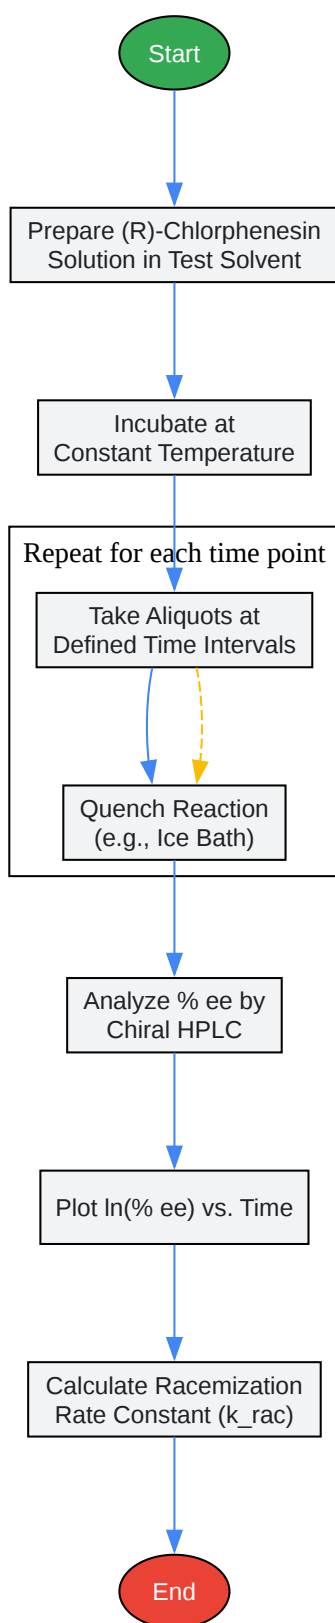 Start
Prepare (R)-Chlorphenesin
Solution in Test Solvent
Incubate at
Constant Temperature
Repeat for each time point
Take Aliquots at
Defined Time Intervals
Quench Reaction
(e.g., Ice Bath)
Analyze % ee by
Chiral HPLC
Plot ln(% ee) vs. Time
Calculate Racemization
Rate Constant (k_rac)
End